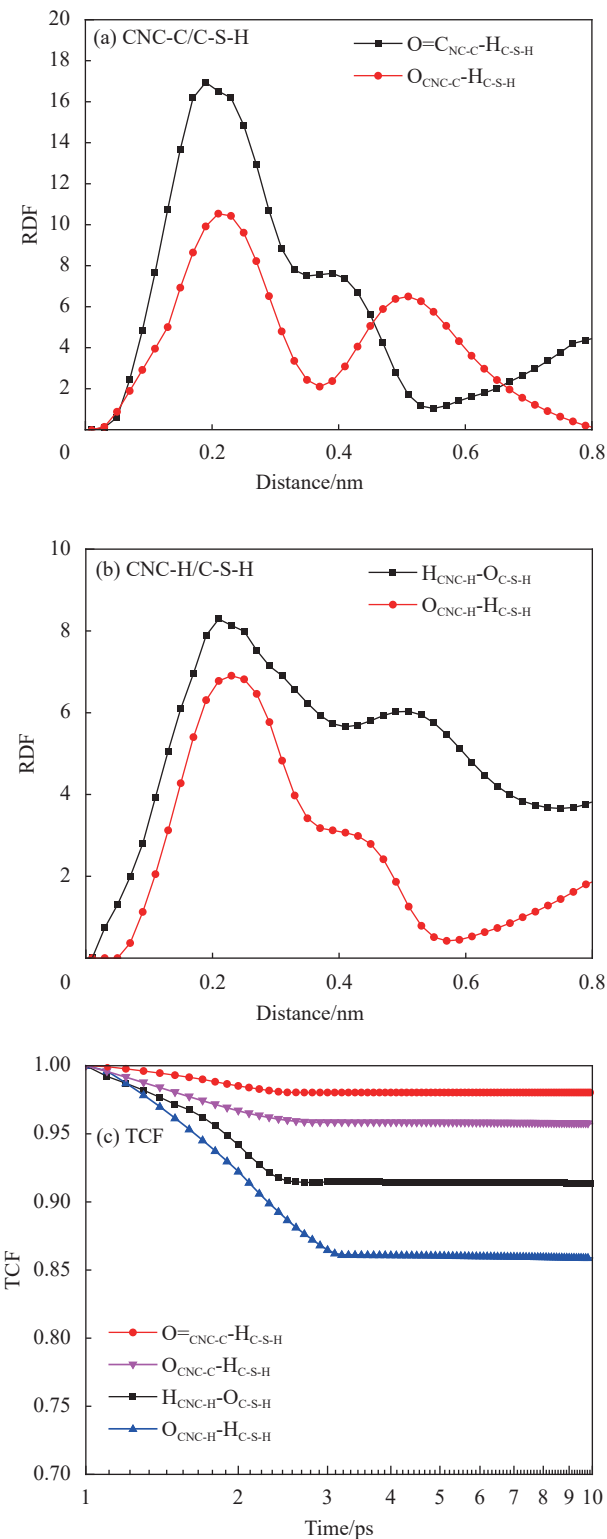 20
(a) CNC-C/C-S-H
O=C_NC-C-H_C-S-H
O_CNC-C-H_C-S-H
18
16
14
12
10
8
6
4
2
RDF
0
0.2
0.4
0.6
0.8
Distance/nm
10
(b) CNC-H/C-S-H
H_CNC-H-O_C-S-H
O_CNC-H-H_C-S-H
8
6
4
2
RDF
0
0.2
0.4
0.6
0.8
Distance/nm
1.00
0.95
(c) TCF
0.90
0.85
0.80
0.75
0.70
TCF
O=_CNC-C-H_C-S-H
O_CNC-C-H_C-S-H
H_CNC-H-O_C-S-H
O_CNC-H-H_C-S-H
1
2
3
4
5
6
7
8
9
10
Time/ps